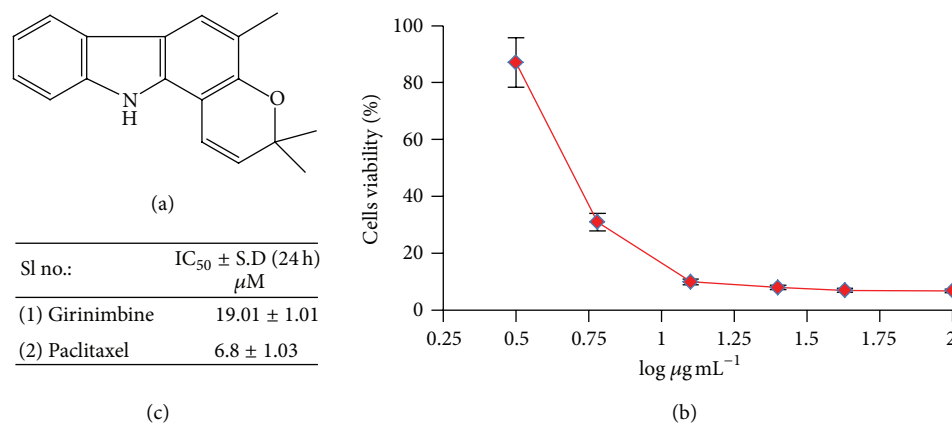 (a)
N
H
O
Sl no.: IC50 ± S.D (24 h)
μM
(1) Girinimbine 19.01 ± 1.01
(2) Paclitaxel 6.8 ± 1.03
(c)
Cells viability (%)
100
80
60
40
20
0
0.25 0.5 0.75 1 1.25 1.5 1.75 2
log μg mL−1
(b)